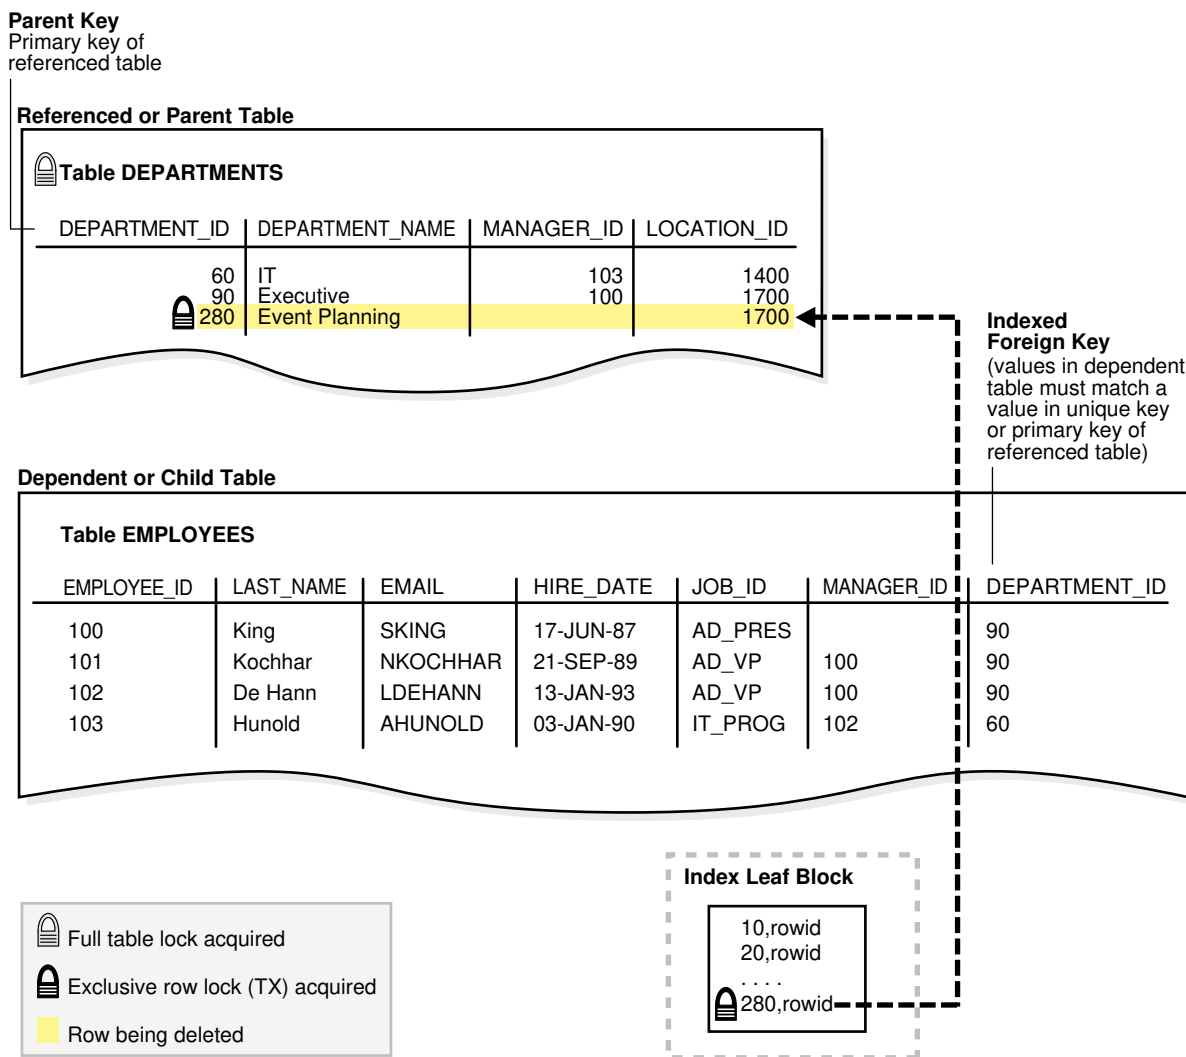 Parent Key
Primary key of
referenced table
Referenced or Parent Table
Table DEPARTMENTS
DEPARTMENT_ID DEPARTMENT_NAME MANAGER_ID LOCATION_ID
60 IT 103 1400
90 Executive 100 1700
280 Event Planning 1700
Indexed
Foreign Key
(values in dependent
table must match a
value in unique key
or primary key of
referenced table)
Dependent or Child Table
Table EMPLOYEES
EMPLOYEE_ID LAST_NAME EMAIL HIRE_DATE JOB_ID MANAGER_ID DEPARTMENT_ID
100 King SKING 17-JUN-87 AD_PRES 90
101 Kochhar NKOCHHAR 21-SEP-89 AD_VP 100 90
102 De Hann LDEHANN 13-JAN-93 AD_VP 100 90
103 Hunold AHUNOLD 03-JAN-90 IT_PROG 102 60
Index Leaf Block
10,rowid
20,rowid
. . . .
280,rowid
Full table lock acquired
Exclusive row lock (TX) acquired
Row being deleted